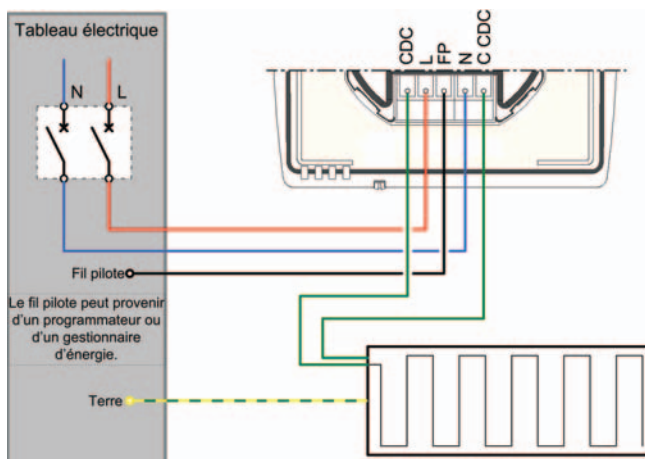 Tableau électrique
N L
CDC
L
FP
N
C CDC
Fil pilote
Le fil pilote peut provenir
d'un programmateur ou
d'un gestionnaire
d'énergie.
Terre